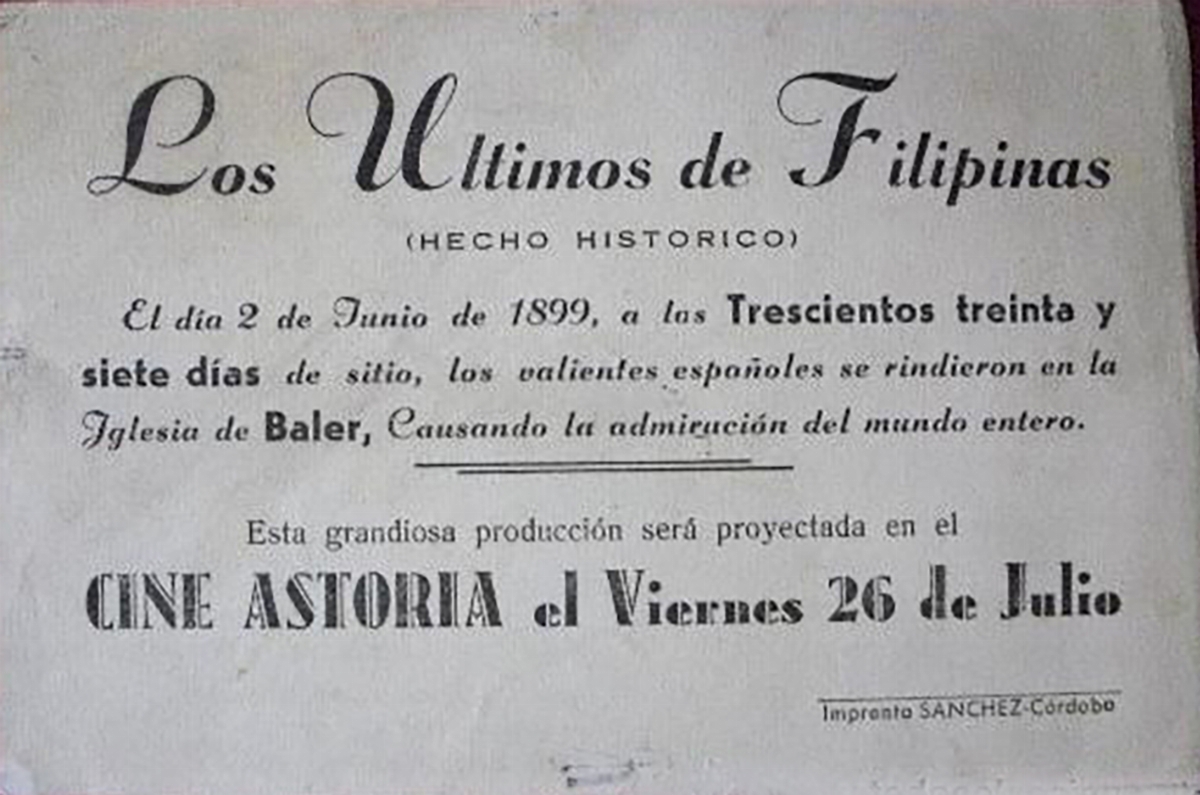 Los Ultimos de Filipinas
(HECHO HISTORICO)
El día 2 de Junio de 1899, a las Trescientos treinta y
siete días de sitio, los valientes españoles se rindieron en la
Iglesia de Baler, Causando la admiración del mundo entero.
Esta grandiosa producción será proyectada en el
CINE ASTORIA el Viernes 26 de Julio
Imprenta SANCHEZ-Córdoba